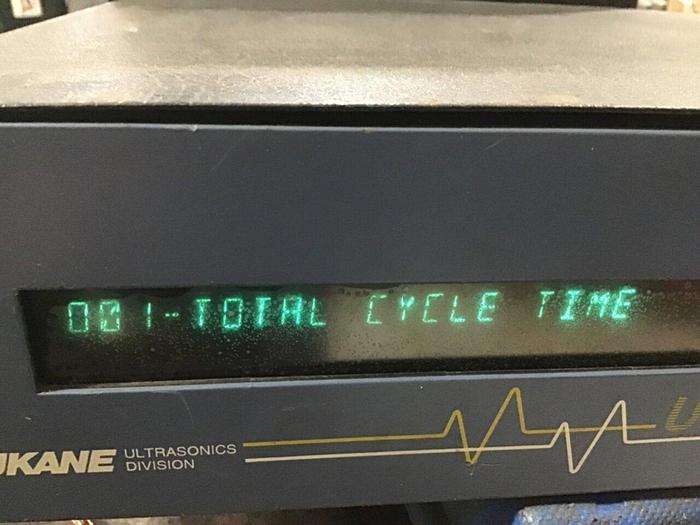 001-TOTAL CYCLE TIME
UKANE ULTRASONICS
DIVISION
U